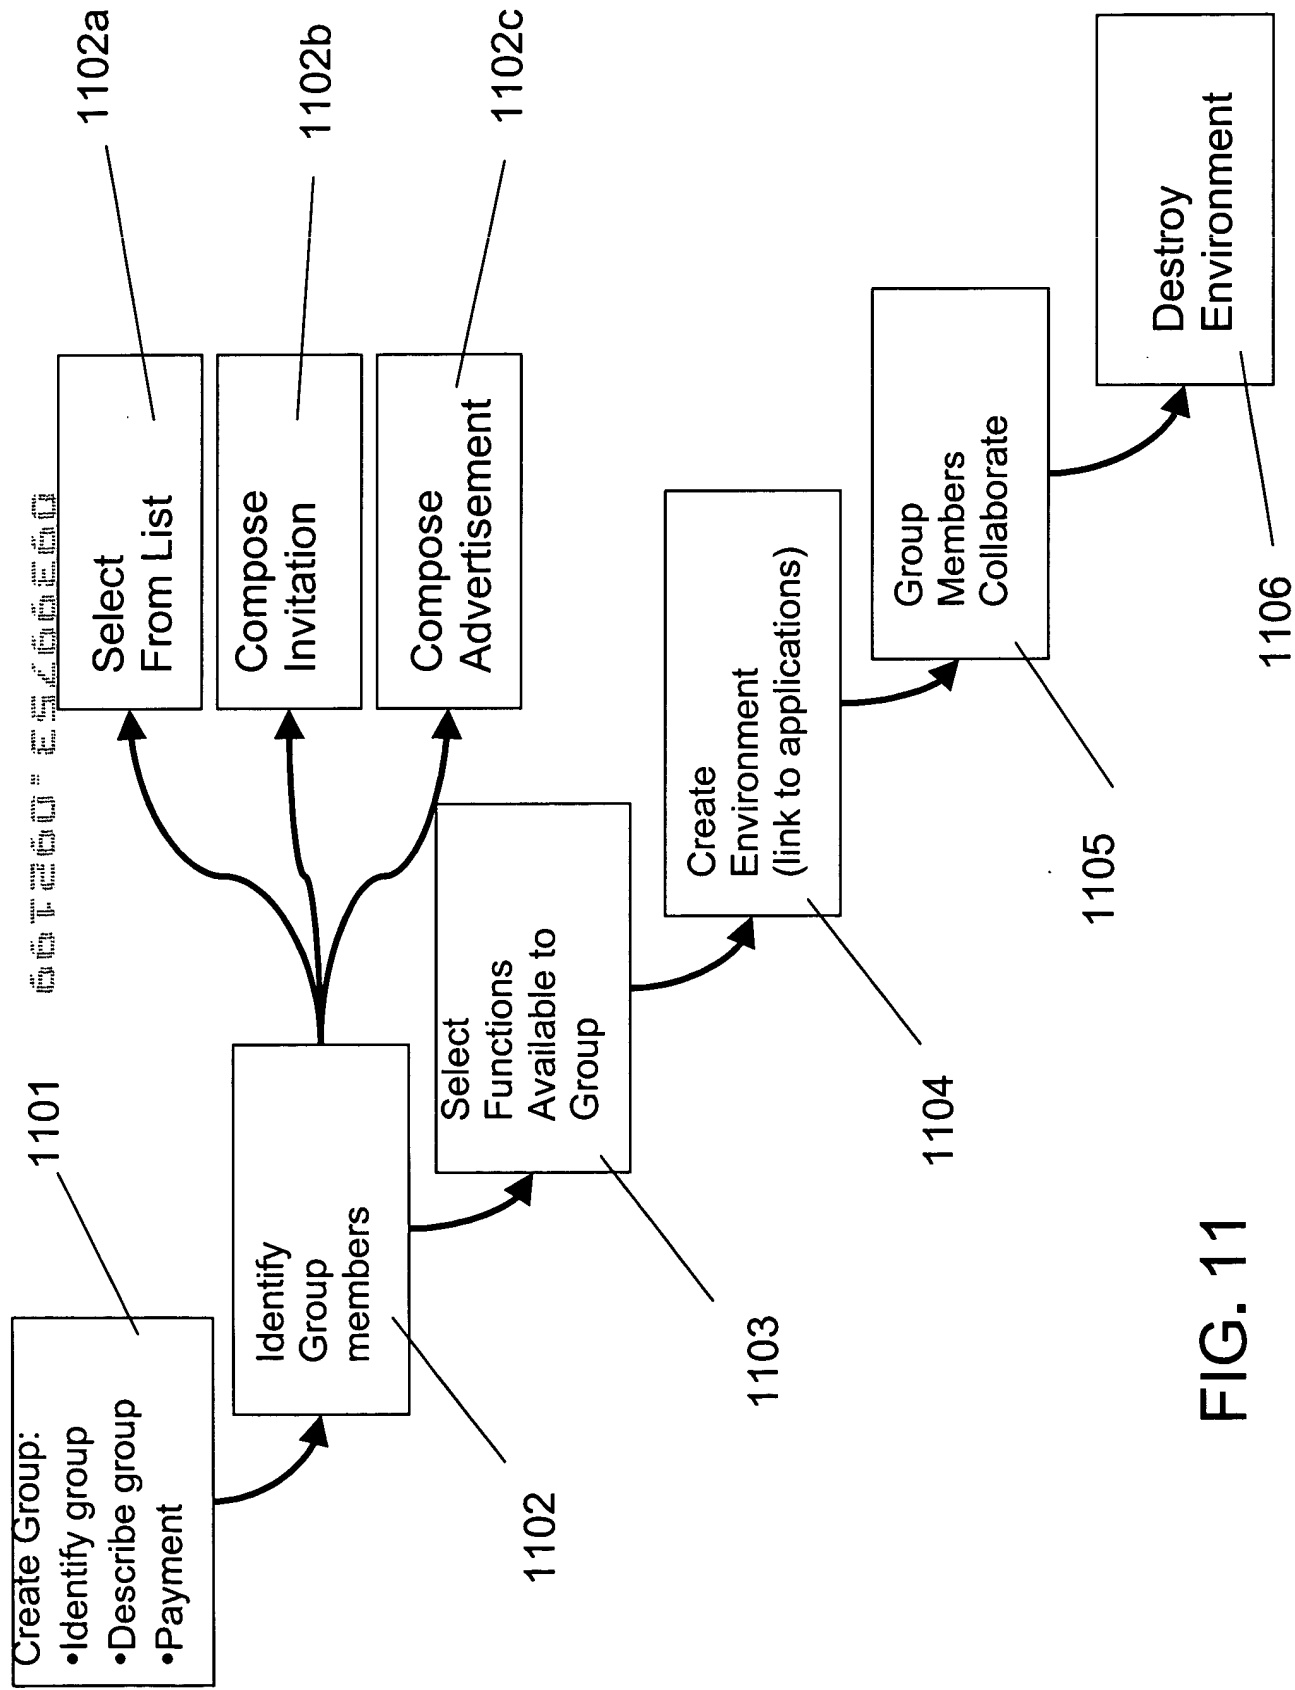 Create Group:
•Identify group
•Describe group
•Payment
1101
Identify
Group
members
1102
Select
From List
1102a
Compose
Invitation
1102b
Compose
Advertisement
1102c
Select
Functions
Available to
Group
1103
Create
Environment
(link to applications)
1104
Group
Members
Collaborate
1105
Destroy
Environment
1106
FIG. 11